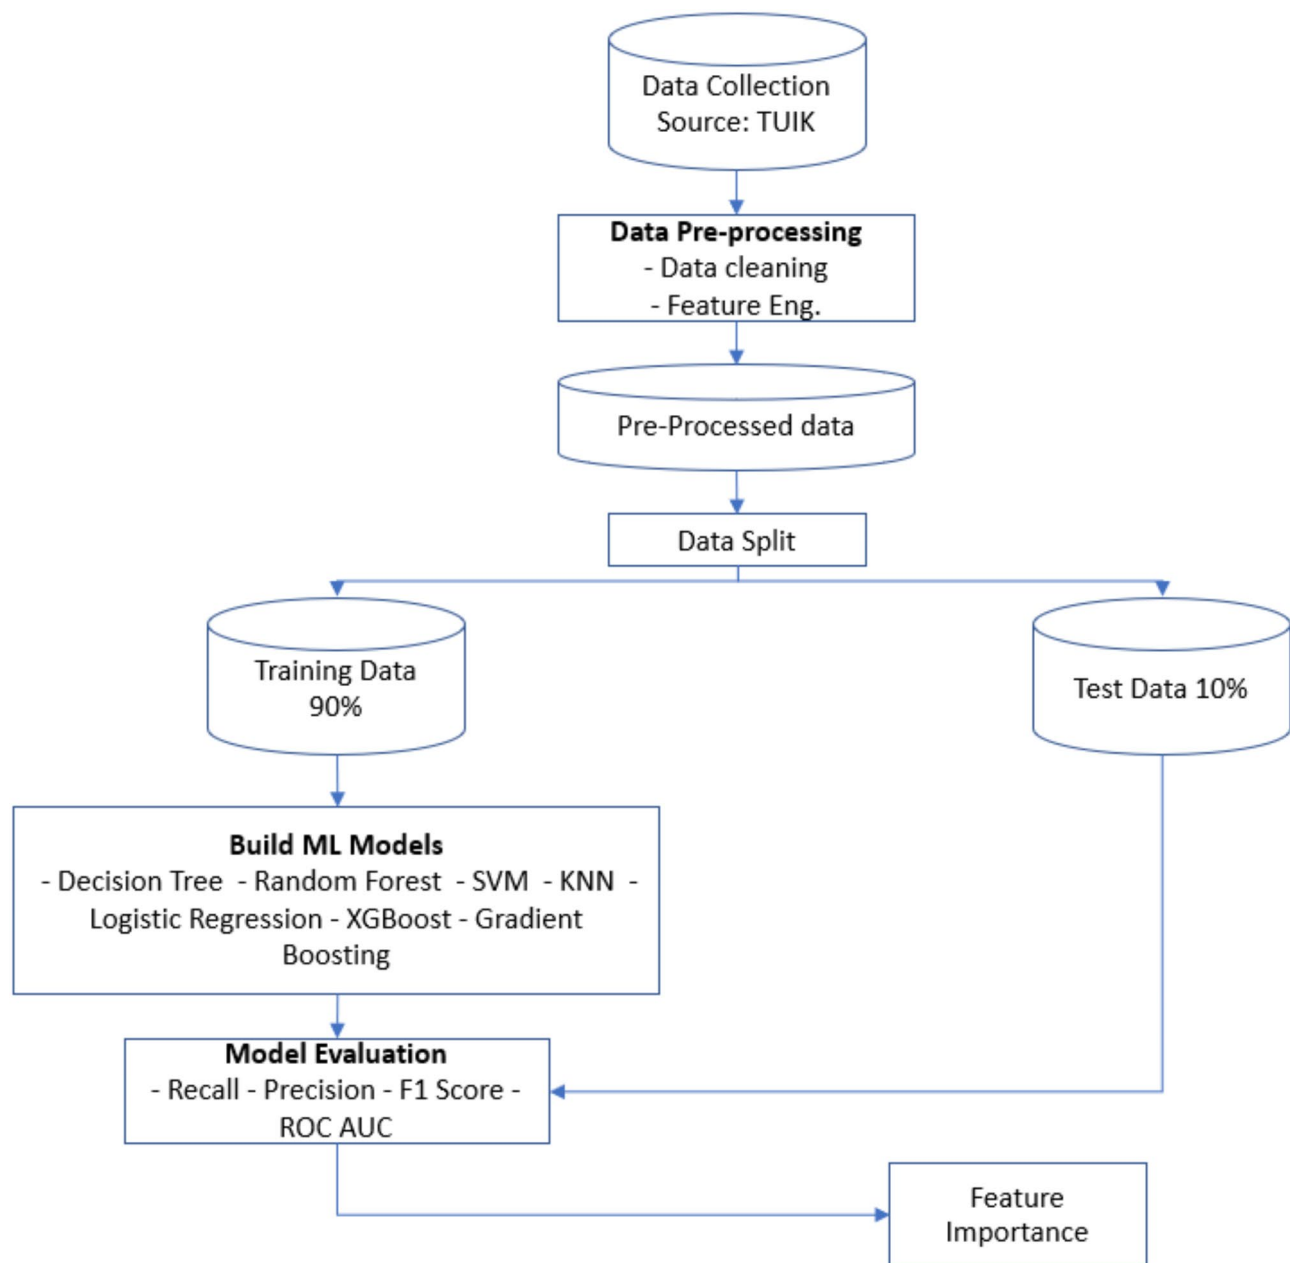 Data Collection
Source: TUIK
Data Pre-processing
- Data cleaning
- Feature Eng.
Pre-Processed data
Data Split
Training Data
90%
Test Data 10%
Build ML Models
- Decision Tree - Random Forest - SVM - KNN -
Logistic Regression - XGBoost - Gradient
Boosting
Model Evaluation
- Recall - Precision - F1 Score -
ROC AUC
Feature
Importance